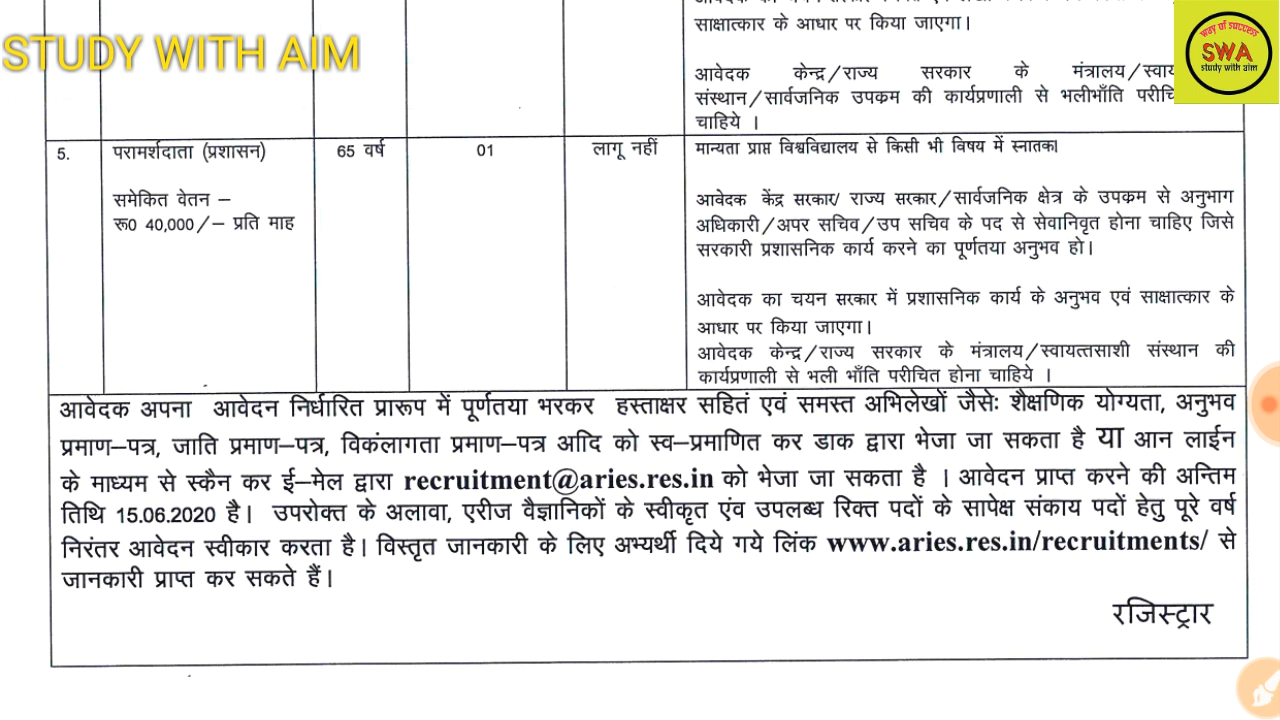 STUDY WITH AIM
way of success
SWA
study with aim
साक्षात्कार के आधार पर किया जाएगा।
आवेदक केन्द्र/राज्य सरकार के मंत्रालय/
संस्थान/सार्वजनिक उपक्रम की कार्यप्रणाली से भलीभाँति
चाहिये ।
5. परामर्शदाता (प्रशासन) 65 वर्ष 01 लागू नहीं मान्यता प्राप्त विश्वविद्यालय से किसी भी विषय में स्नातक।
समेकित वेतन –
रू0 40,000/– प्रति माह
आवेदक केंद्र सरकार/ राज्य सरकार/सार्वजनिक क्षेत्र के उपक्रम से अनुभाग
अधिकारी/अपर सचिव/उप सचिव के पद से सेवानिवृत होना चाहिए जिसे
सरकारी प्रशासनिक कार्य करने का पूर्णतया अनुभव हो।
आवेदक का चयन सरकार में प्रशासनिक कार्य के अनुभव एवं साक्षात्कार के
आधार पर किया जाएगा।
आवेदक केन्द्र/राज्य सरकार के मंत्रालय/स्वायत्तसाशी संस्थान की
कार्यप्रणाली से भली भाँति परीचित होना चाहिये ।
आवेदक अपना आवेदन निर्धारित प्रारूप में पूर्णतया भरकर हस्ताक्षर सहितं एवं समस्त अभिलेखों जैसेः शैक्षणिक योग्यता, अनुभव
प्रमाण–पत्र, जाति प्रमाण–पत्र, विकंलागता प्रमाण–पत्र आदि को स्व–प्रमाणित कर डाक द्वारा भेजा जा सकता है या आन लाईन
के माध्यम से स्कैन कर ई–मेल द्वारा recruitment@aries.res.in को भेजा जा सकता है । आवेदन प्राप्त करने की अन्तिम
तिथि 15.06.2020 है। उपरोक्त के अलावा, एरीज वैज्ञानिकों के स्वीकृत एंव उपलब्ध रिक्त पदों के सापेक्ष संकाय पदों हेतु पूरे वर्ष
निरंतर आवेदन स्वीकार करता है। विस्तृत जानकारी के लिए अभ्यर्थी दिये गये लिंक www.aries.res.in/recruitments/ से
जानकारी प्राप्त कर सकते हैं।
रजिस्ट्रार